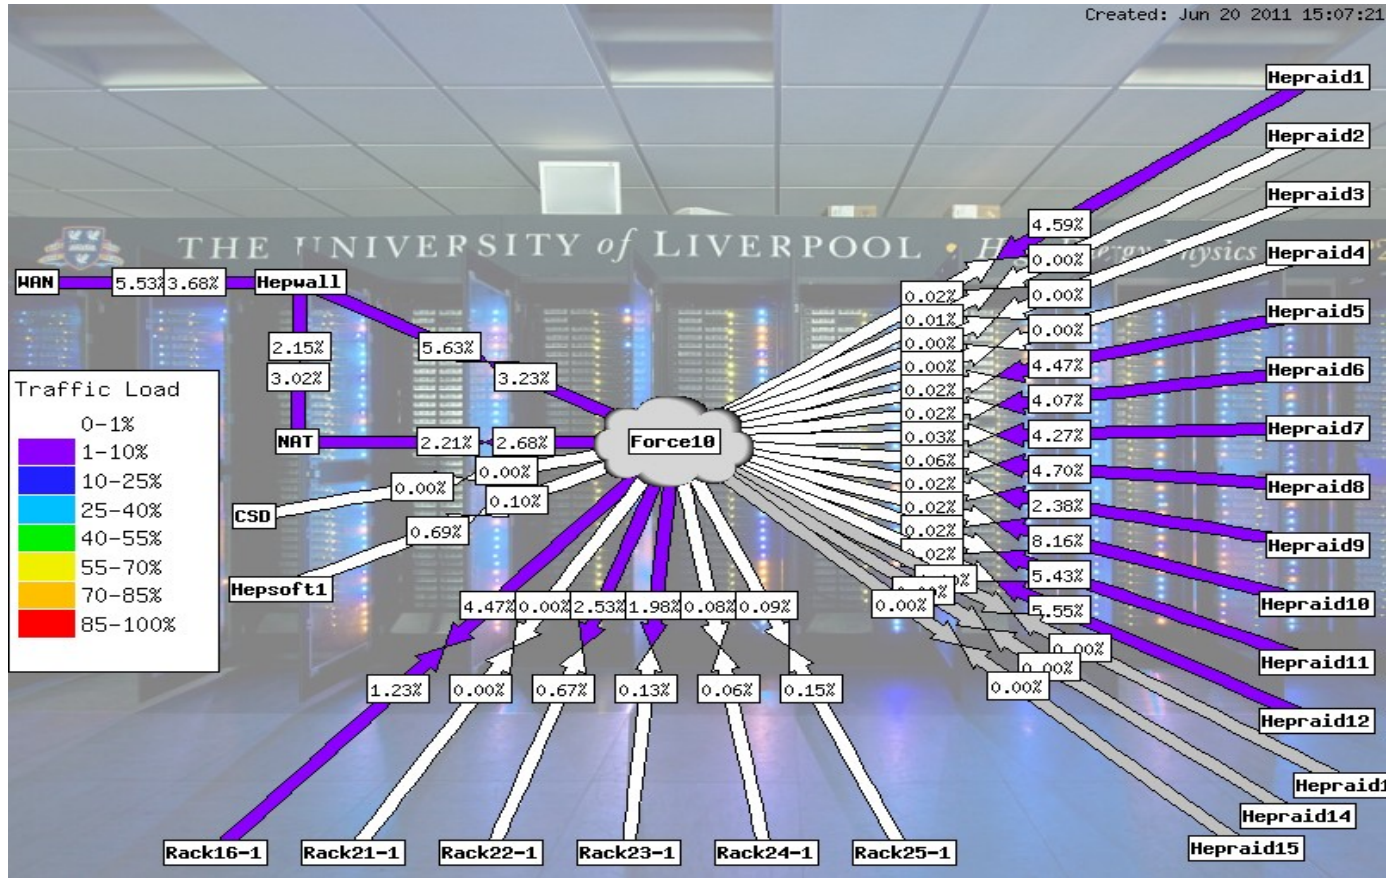 Created: Jun 20 2011 15:07:21
Hepraid1
Hepraid2
Hepraid3
4.59%
THE UNIVERSITY of LIVERPOOL • High Energy Physics
Hepraid4
0.00%
WAN
5.53%
3.68%
Hepwall
0.02%
0.00%
Hepraid5
0.01%
0.00%
2.15%
5.63%
0.00%
Hepraid6
3.02%
3.23%
0.00%
4.47%
Traffic Load
0.02%
4.07%
0-1%
0.02%
Hepraid7
1-10%
NAT
2.21%
2.68%
Force10
0.03%
4.27%
0.00%
0.06%
4.70%
10-25%
0.00%
0.10%
0.02%
Hepraid8
25-40%
CSD
0.02%
2.38%
40-55%
0.69%
0.02%
8.16%
Hepraid9
55-70%
0.02%
Hepsoft1
5.43%
70-85%
4.47%
0.00%
2.53%
1.98%
0.08%
0.09%
0.00%
5.55%
Hepraid10
85-100%
0.00%
Hepraid11
1.23%
0.00%
0.67%
0.13%
0.06%
0.15%
0.00%
0.00%
Hepraid12
Hepraid14
Rack16-1
Rack21-1
Rack22-1
Rack23-1
Rack24-1
Rack25-1
Hepraid15